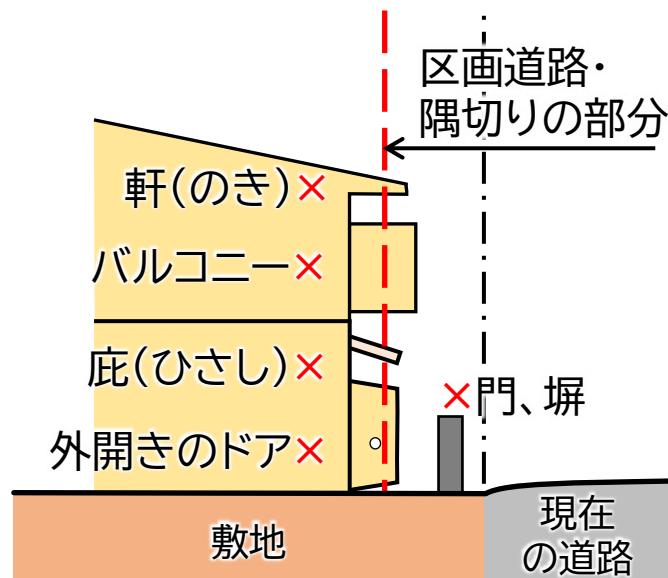 区画道路・
隅切りの部分
軒(のき)×
バルコニー×
庇(ひさし)×
×門、塀
外開きのドア×
敷地
現在
の道路